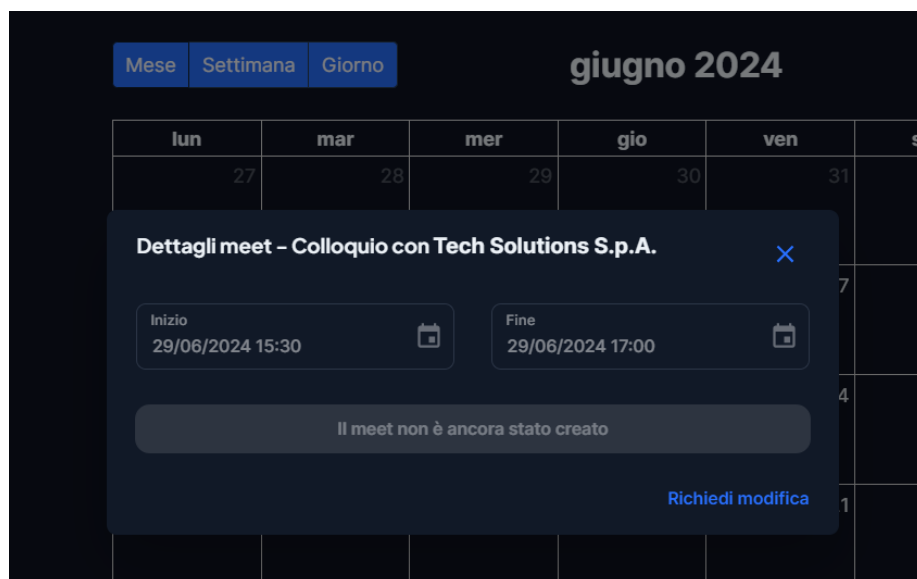 Mese Settimana Giorno giugno 2024
lun mar mer gio ven s
27 28 29 30 31
Dettagli meet – Colloquio con Tech Solutions S.p.A.
7
Inizio Fine
29/06/2024 15:30 29/06/2024 17:00
4
Il meet non è ancora stato creato
Richiedi modifica
1